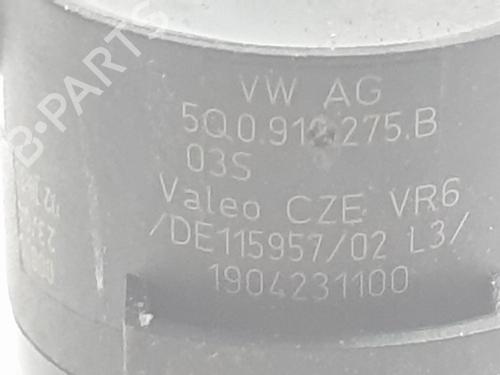 B-PARTS
VW AG
5Q0.919.275.B
03S
Valeo CZE VR6
/DE115957/02 L3/
1904231100